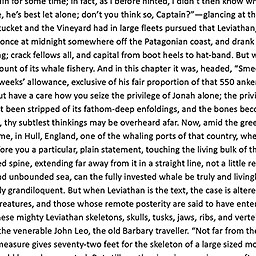 for some time; in fact, as I before hinted, I didn't know wh
, he's best let alone; don't you think so, Captain?"—glancing at th
tucket and the Vineyard had in large fleets pursued that Leviathan,
once at midnight somewhere off the Patagonian coast, and drank
ng; crack fellows all, and capital from boot heels to hat-band. But w
ount of its whale fishery. And in this chapter it was, headed, "Sme
weeks' allowance, exclusive of his fair proportion of that 550 anke
ut have a care how you seize the privilege of Jonah alone; the privi
t been stripped of its fathom-deep enfoldings, and the bones beco
, thy subtlest thinkings may be overheard afar. Now, amid the gree
me, in Hull, England, one of the whaling ports of that country, whe
fore you a particular, plain statement, touching the living bulk of th
ed spine, extending far away from it in a straight line, not a little re
nd unbounded sea, can the fully invested whale be truly and livingl
ly grandiloquent. But when Leviathan is the text, the case is altere
reatures, and those whose remote posterity are said to have enter
hese mighty Leviathan skeletons, skulls, tusks, jaws, ribs, and verte
the venerable John Leo, the old Barbary traveller. "Not far from the
measure gives seventy-two feet for the skeleton of a large sized mo